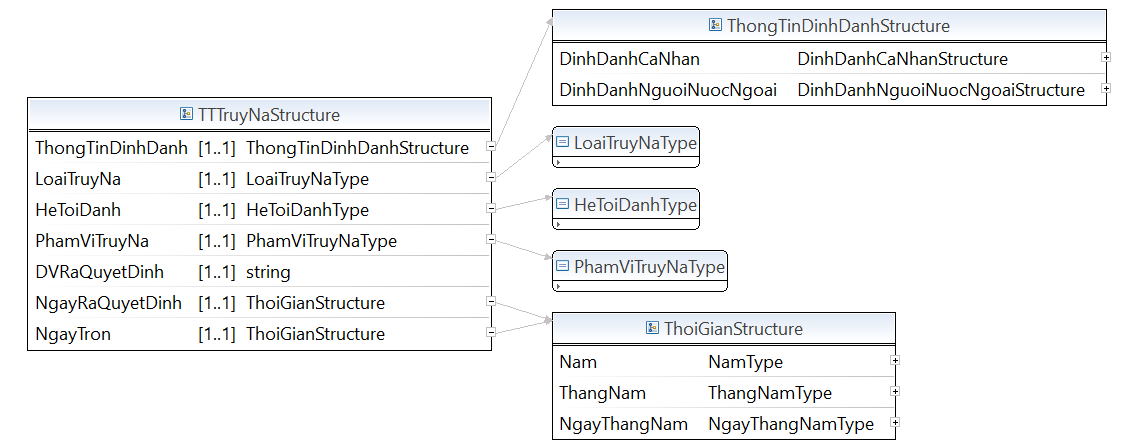 ThongTinDinhDanhStructure
DinhDanhCaNhan DinhDanhCaNhanStructure
DinhDanhNguoiNuocNgoai DinhDanhNguoiNuocNgoaiStructure
TTTruyNaStructure
ThongTinDinhDanh [1..1] ThongTinDinhDanhStructure
LoaiTruyNa [1..1] LoaiTruyNaType
HeToiDanh [1..1] HeToiDanhType
PhamViTruyNa [1..1] PhamViTruyNaType
DVRaQuyetDinh [1..1] string
NgayRaQuyetDinh [1..1] ThoiGianStructure
NgayTron [1..1] ThoiGianStructure
LoaiTruyNaType
HeToiDanhType
PhamViTruyNaType
ThoiGianStructure
Nam NamType
ThangNam ThangNamType
NgayThangNam NgayThangNamType